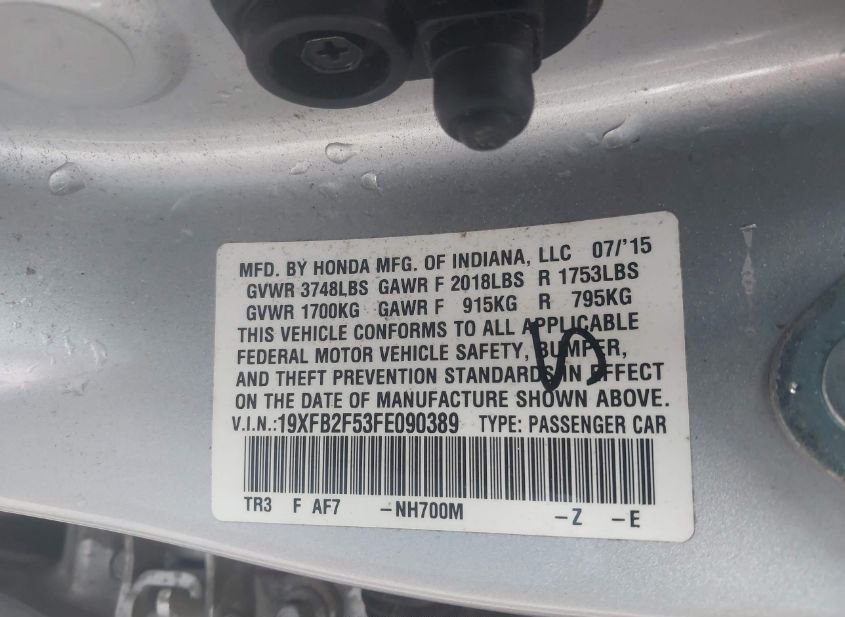 MFD. BY HONDA MFG. OF INDIANA, LLC 07/'15
GVWR 3748LBS GAWR F 2018LBS R 1753LBS
GVWR 1700KG GAWR F 915KG R 795KG
THIS VEHICLE CONFORMS TO ALL APPLICABLE
FEDERAL MOTOR VEHICLE SAFETY, BUMPER,
AND THEFT PREVENTION STANDARDS IN EFFECT
ON THE DATE OF MANUFACTURE SHOWN ABOVE.
V.I.N.:19XFB2F53FE090389 TYPE: PASSENGER CAR
TR3 F AF7 -NH700M -Z -E